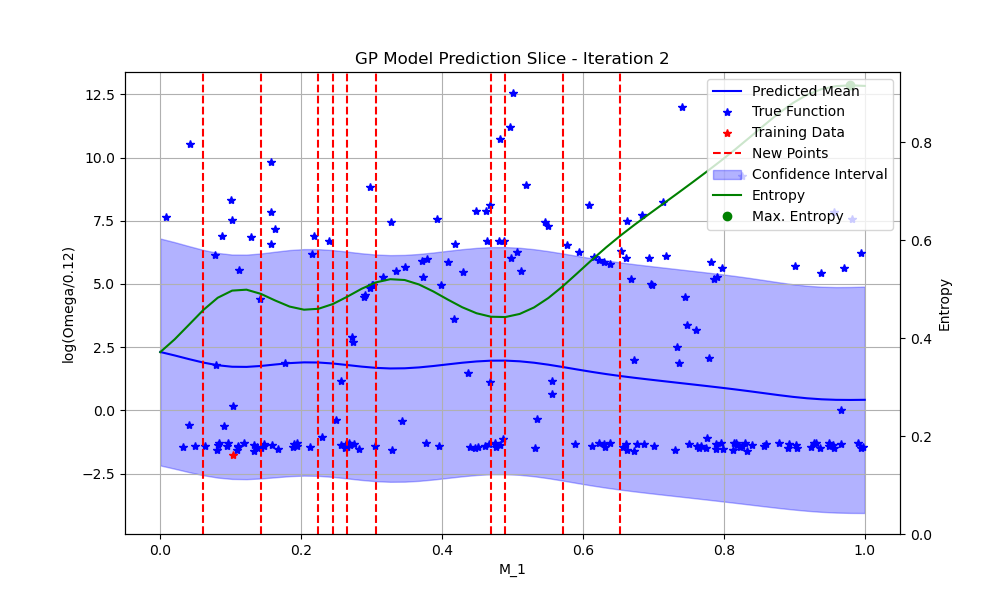 GP Model Prediction Slice - Iteration 2
log(Omega/0.12)
12.5
10.0
7.5
5.0
2.5
0.0
−2.5
0.0
0.2
0.4
0.6
0.8
1.0
M_1
0.8
0.6
0.4
0.2
0.0
Entropy
Predicted Mean
True Function
Training Data
New Points
Confidence Interval
Entropy
Max. Entropy